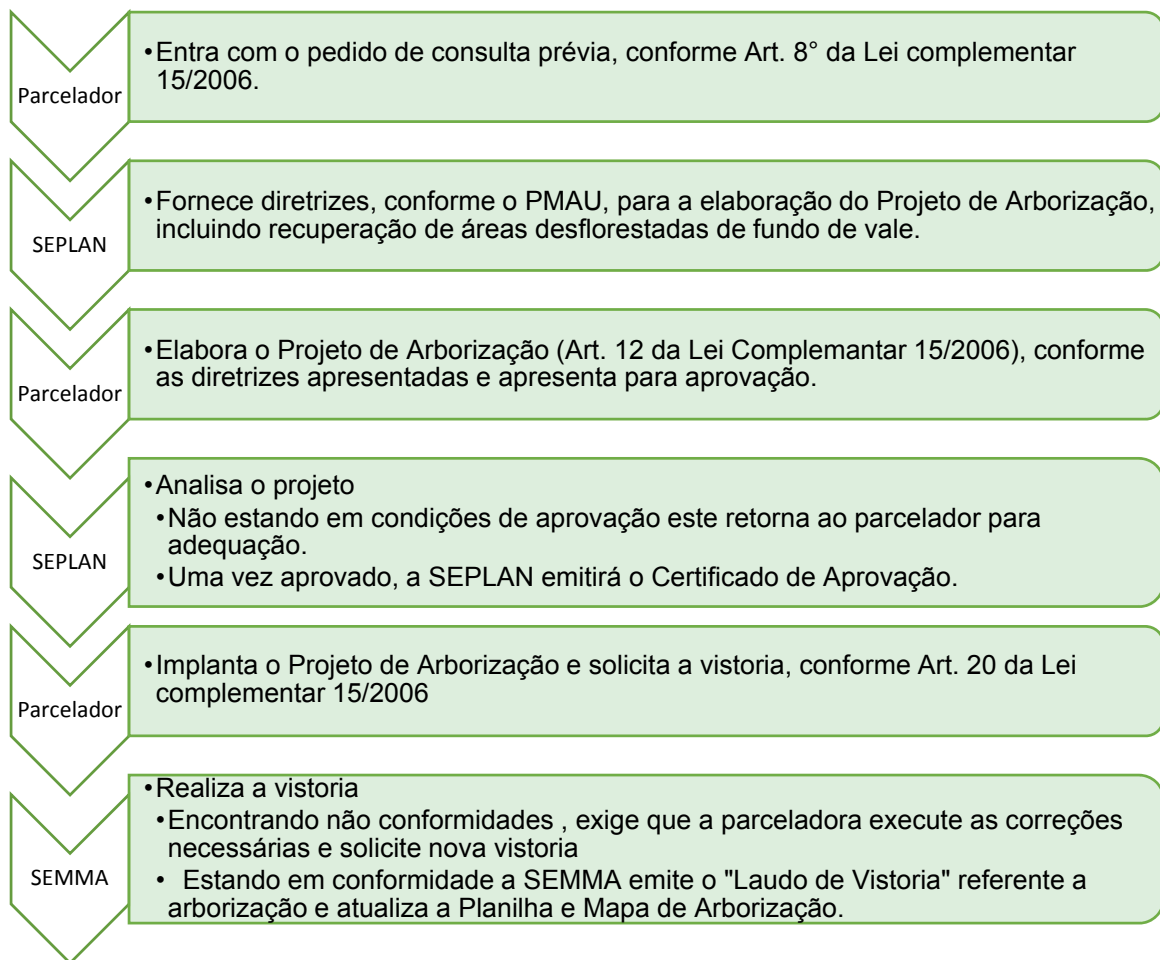 Parcelador
•Entra com o pedido de consulta prévia, conforme Art. 8° da Lei complementar
15/2006.
SEPLAN
•Fornece diretrizes, conforme o PMAU, para a elaboração do Projeto de Arborização,
incluindo recuperação de áreas desflorestadas de fundo de vale.
Parcelador
•Elabora o Projeto de Arborização (Art. 12 da Lei Complemantar 15/2006), conforme
as diretrizes apresentadas e apresenta para aprovação.
SEPLAN
•Analisa o projeto
•Não estando em condições de aprovação este retorna ao parcelador para
adequação.
•Uma vez aprovado, a SEPLAN emitirá o Certificado de Aprovação.
Parcelador
•Implanta o Projeto de Arborização e solicita a vistoria, conforme Art. 20 da Lei
complementar 15/2006
SEMMA
•Realiza a vistoria
•Encontrando não conformidades , exige que a parceladora execute as correções
necessárias e solicite nova vistoria
• Estando em conformidade a SEMMA emite o "Laudo de Vistoria" referente a
arborização e atualiza a Planilha e Mapa de Arborização.